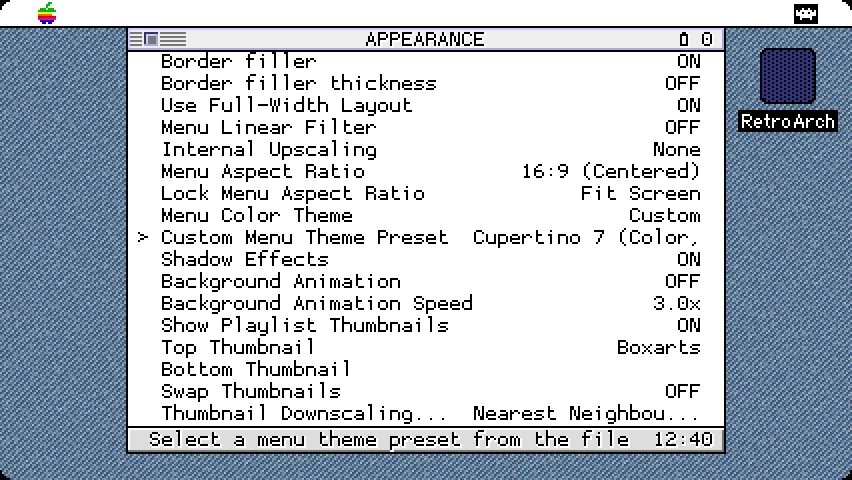 APPEARANCE 0
Border filler ON
Border filler thickness OFF
Use Full-Width Layout ON
Menu Linear Filter OFF
Internal Upscaling None
Menu Aspect Ratio 16:9 (Centered)
Lock Menu Aspect Ratio Fit Screen
Menu Color Theme Custom
> Custom Menu Theme Preset Cupertino 7 (Color,
Shadow Effects ON
Background Animation OFF
Background Animation Speed 3.0x
Show Playlist Thumbnails ON
Top Thumbnail Boxarts
Bottom Thumbnail
Swap Thumbnails OFF
Thumbnail Downscaling... Nearest Neighbou...
Select a menu theme preset from the file 12:40
RetroArch